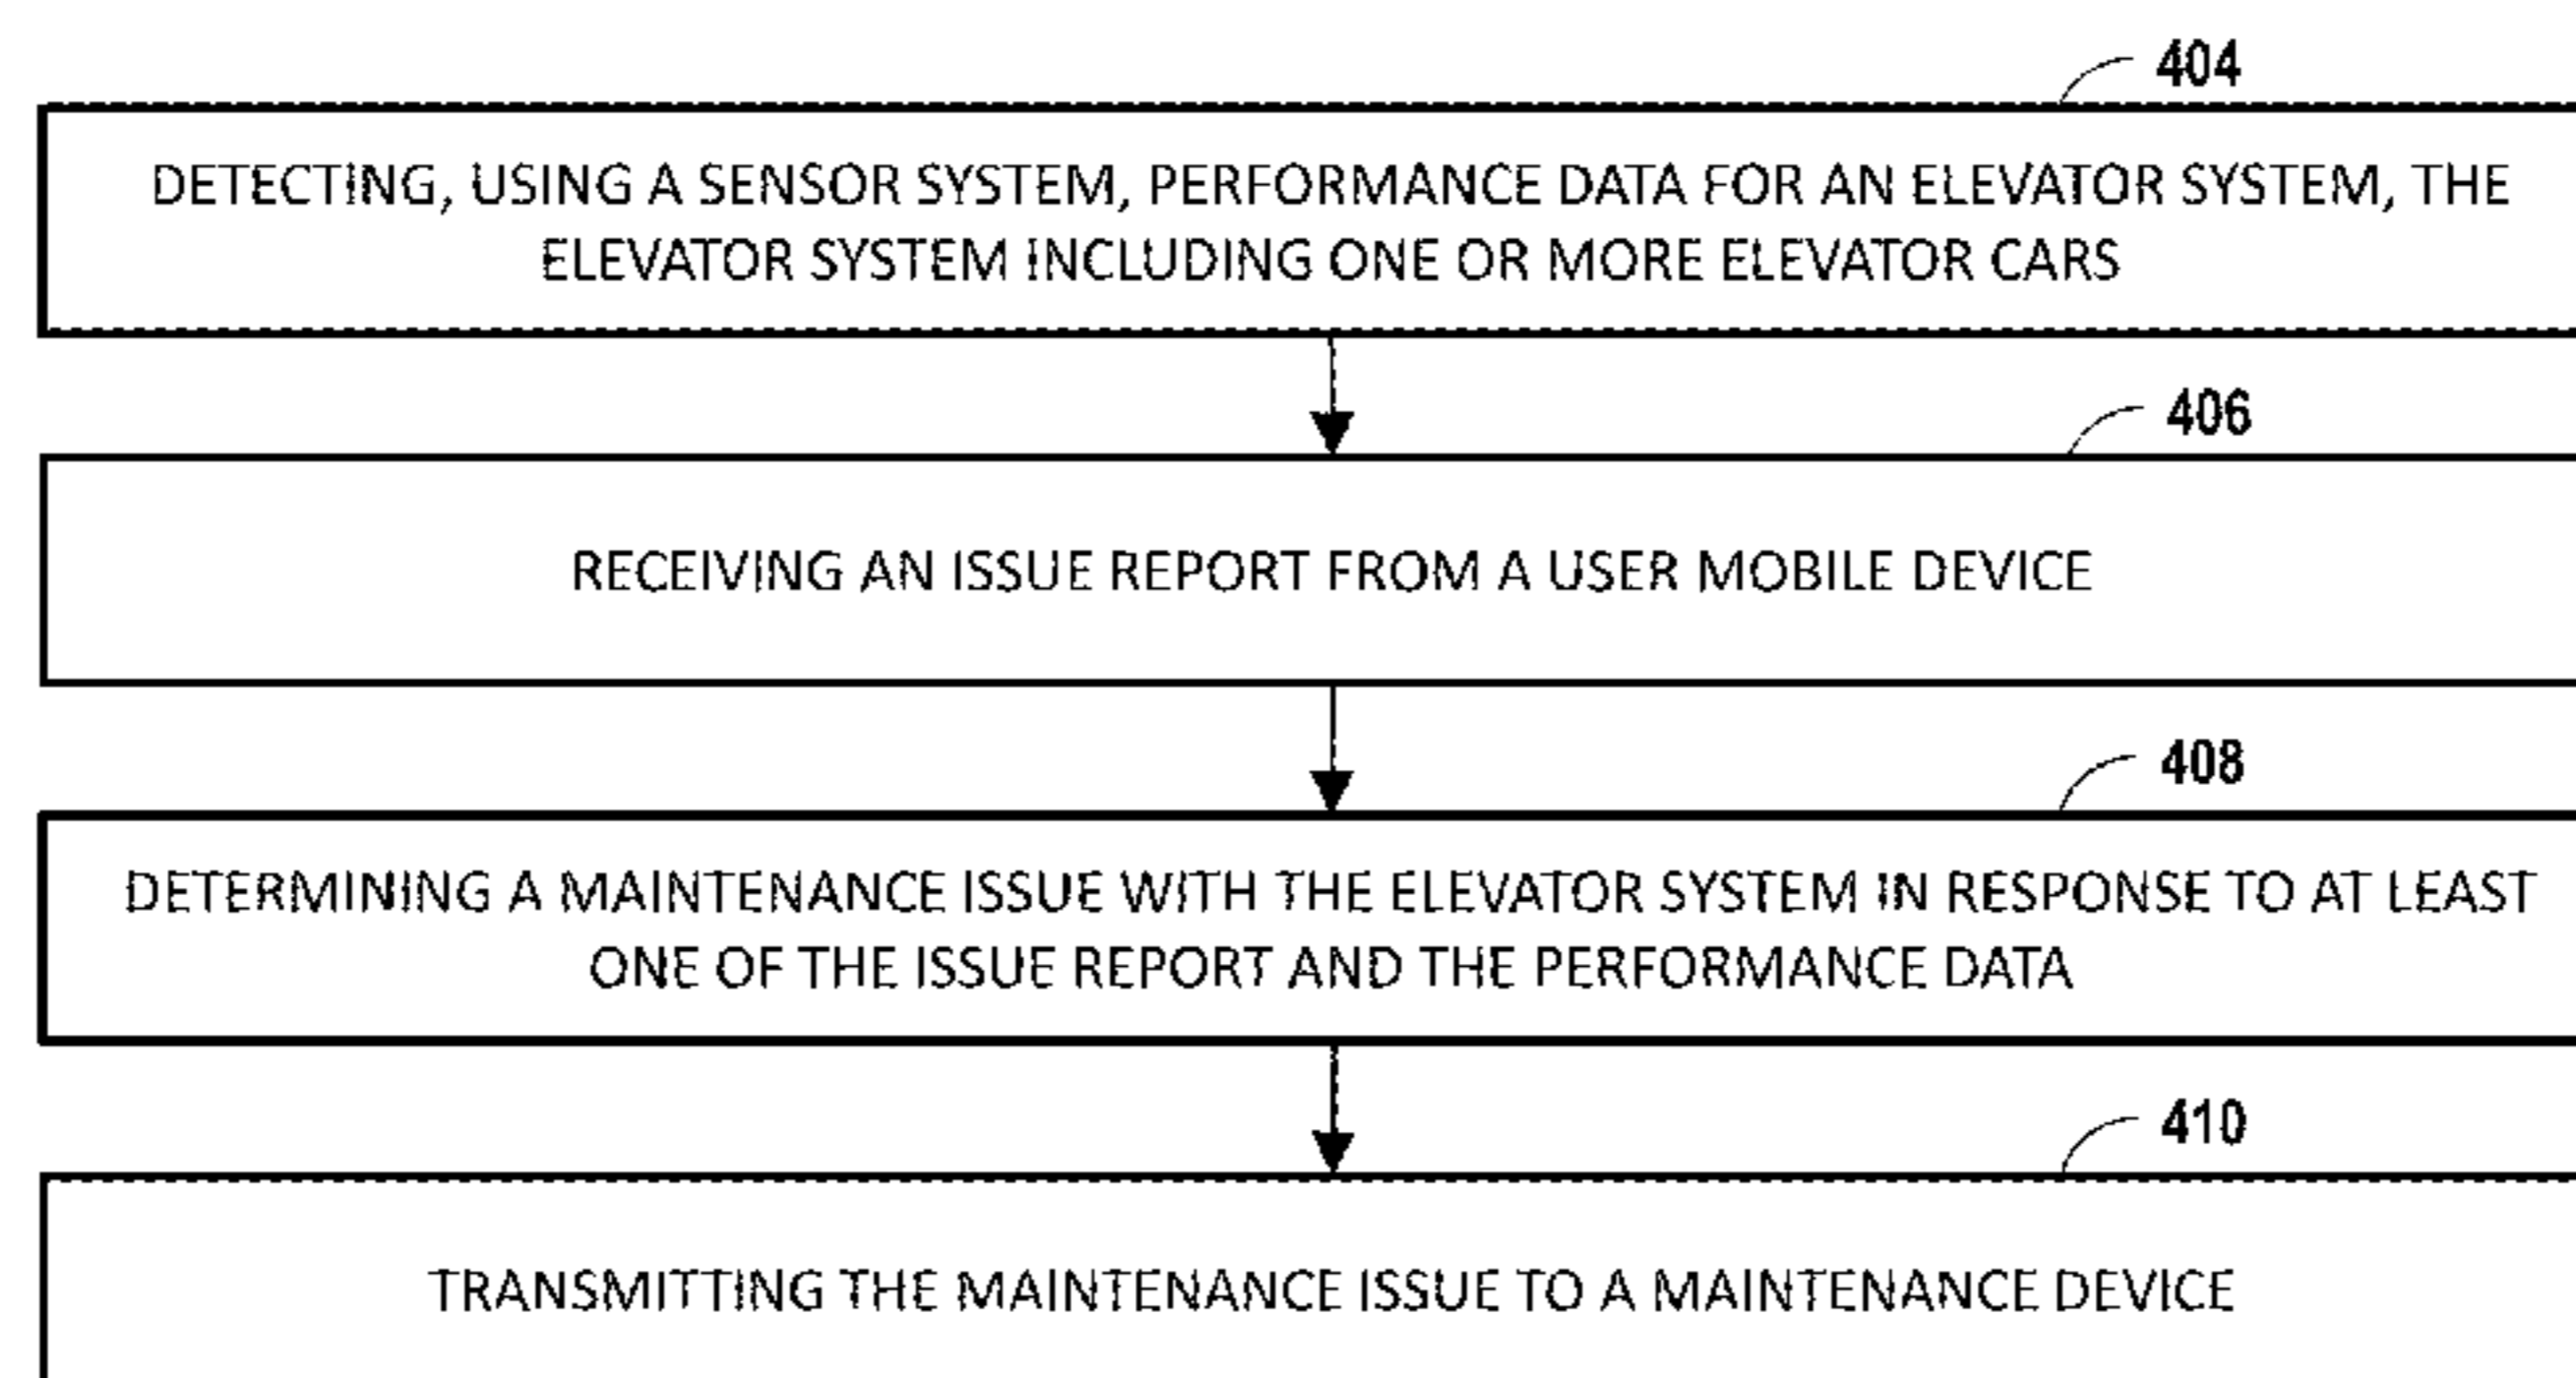 404
DETECTING, USING A SENSOR SYSTEM, PERFORMANCE DATA FOR AN ELEVATOR SYSTEM, THE
ELEVATOR SYSTEM INCLUDING ONE OR MORE ELEVATOR CARS
406
RECEIVING AN ISSUE REPORT FROM A USER MOBILE DEVICE
408
DETERMINING A MAINTENANCE ISSUE WITH THE ELEVATOR SYSTEM IN RESPONSE TO AT LEAST
ONE OF THE ISSUE REPORT AND THE PERFORMANCE DATA
410
TRANSMITTING THE MAINTENANCE ISSUE TO A MAINTENANCE DEVICE